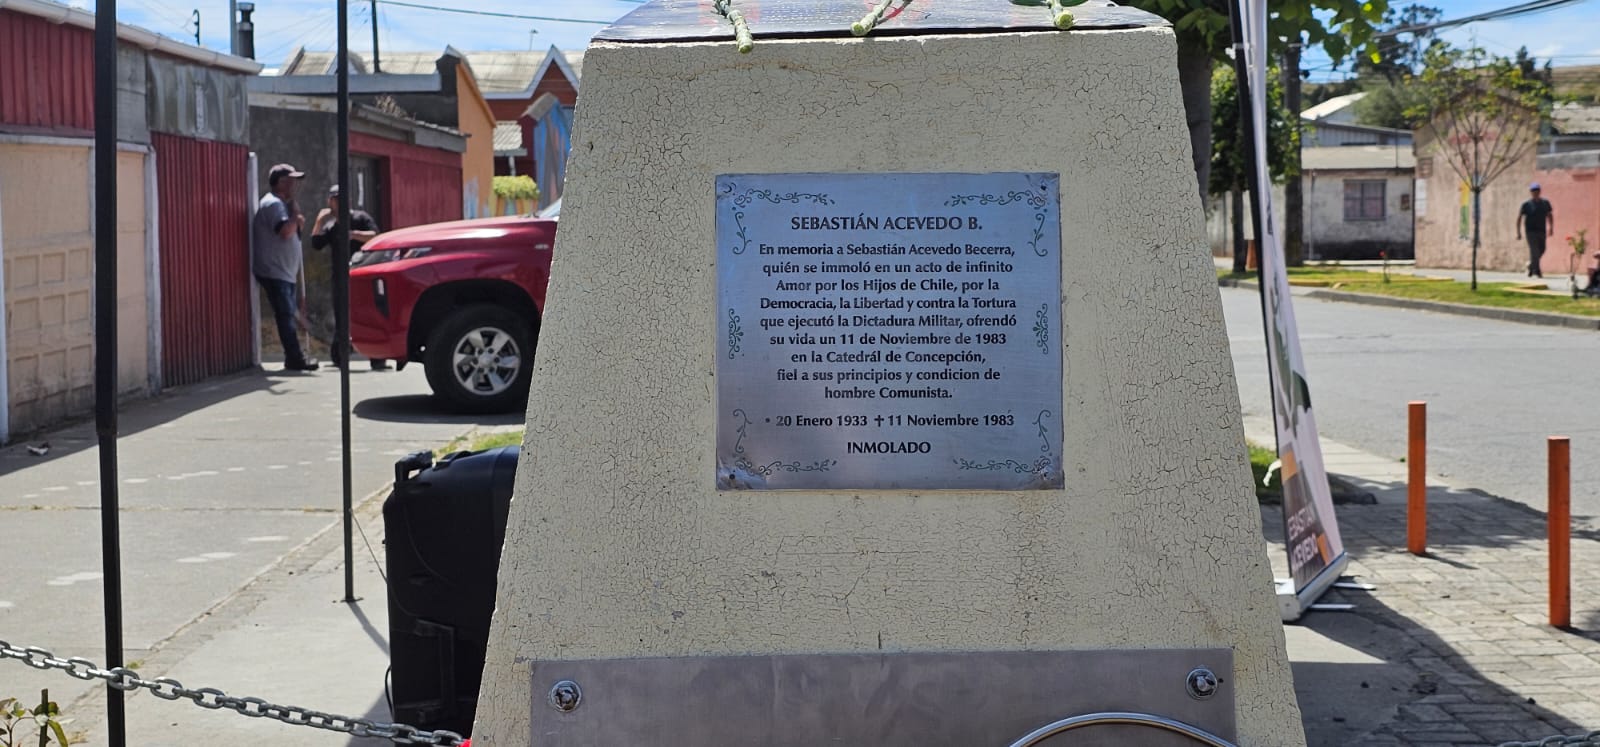 SEBASTIÁN ACEVEDO B.
En memoria a Sebastián Acevedo Becerra,
quién se immoló en un acto de infinito
Amor por los Hijos de Chile, por la
Democracia, la Libertad y contra la Tortura
que ejecutó la Dictadura Militar, ofrendó
su vida un 11 de Noviembre de 1983
en la Catedrál de Concepción,
fiel a sus principios y condicion de
hombre Comunista.
• 20 Enero 1933 ✝ 11 Noviembre 1983
INMOLADO
EBASTIAN
ACEVEDO